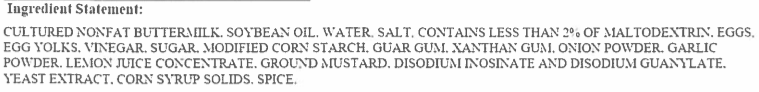 Ingredient Statement:
CULTURED NONFAT BUTTERMILK. SOYBEAN OIL. WATER. SALT. CONTAINS LESS THAN 2% OF MALTODEXTRIN. EGGS.
EGG YOLKS. VINEGAR. SUGAR. MODIFIED CORN STARCH. GUAR GUM. XANTHAN GUM. ONION POWDER. GARLIC
POWDER. LEMON JUICE CONCENTRATE. GROUND MUSTARD. DISODIUM INOSINATE AND DISODIUM GUANYLATE.
YEAST EXTRACT. CORN SYRUP SOLIDS. SPICE.